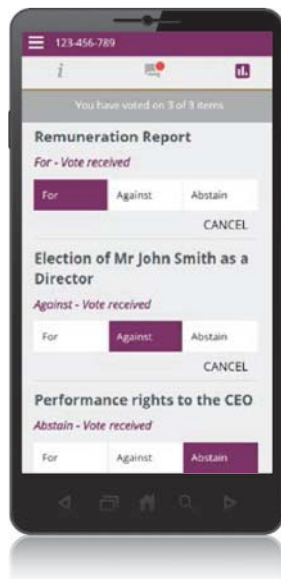 123-456-789
i
You have voted on 3 of 3 items
Remuneration Report
For - Vote received
For Against Abstain
CANCEL
Election of Mr John Smith as a
Director
Against - Vote received
For Against Abstain
CANCEL
Performance rights to the CEO
Abstain - Vote received
For Against Abstain